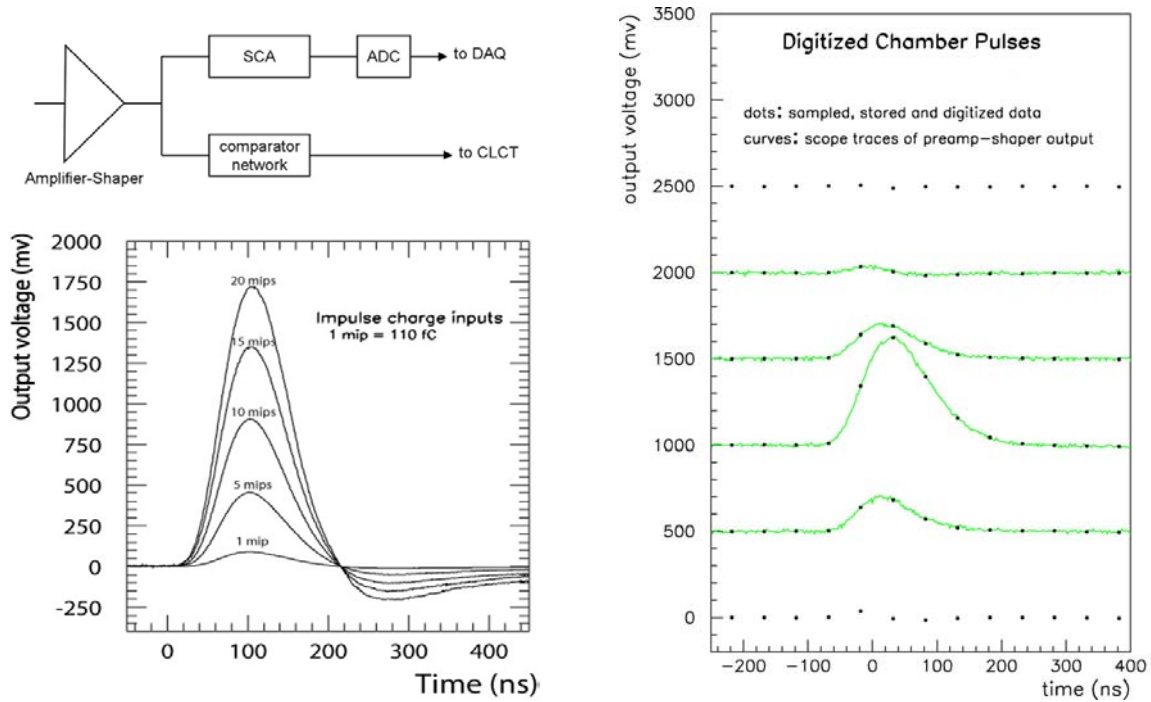 SCA
ADC
to DAQ
comparator
network
to CLCT
Amplifier-Shaper
Output voltage (mv)
2000
1750
1500
1250
1000
750
500
250
0
-250
20 mips
15 mips
10 mips
5 mips
1 mip
Impulse charge inputs
1 mip = 110 fC
0 100 200 300 400
Time (ns)
output voltage (mv)
3500
3000
2500
2000
1500
1000
500
0
Digitized Chamber Pulses
dots: sampled, stored and digitized data
curves: scope traces of preamp-shaper output
-200 -100 0 100 200 300 400
time (ns)